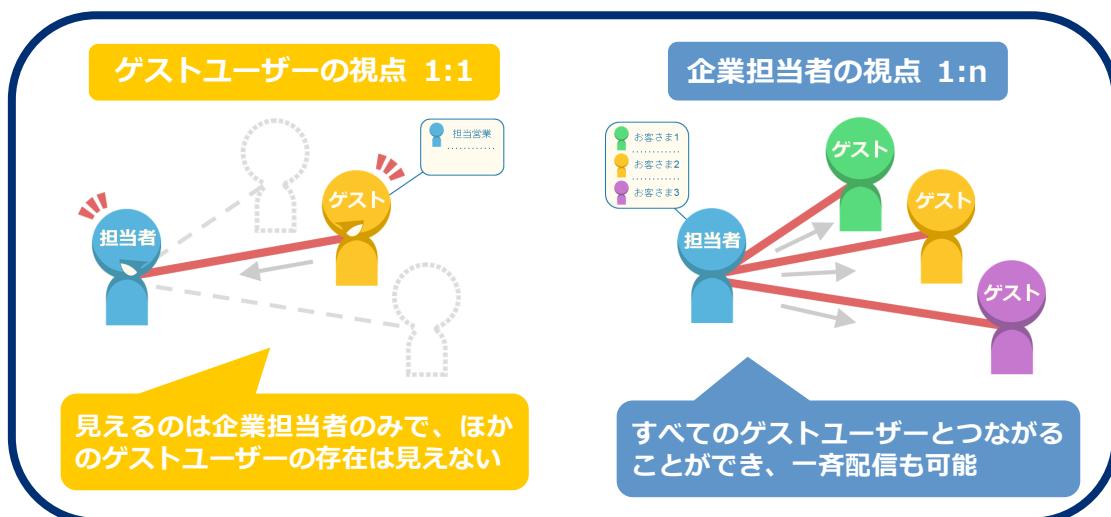 ゲストユーザーの視点 1:1
企業担当者の視点 1:n
担当営業
…………
ゲスト
担当者
お客さま1
…………
お客さま2
…………
お客さま3
ゲスト
ゲスト
担当者
ゲスト
見えるのは企業担当者のみで、ほか
のゲストユーザーの存在は見えない
すべてのゲストユーザーとつながる
ことができ、一斉配信も可能